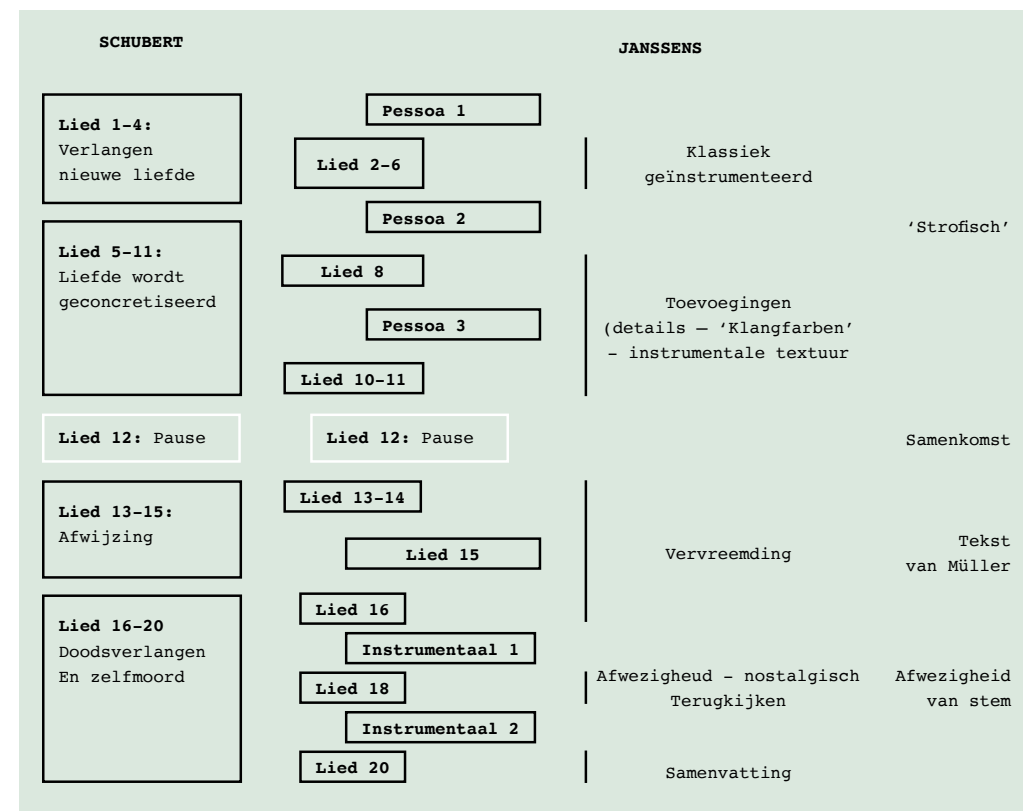 SCHUBERT
JANSSENS
Lied 1-4:
Verlangen
nieuwe liefde
Pessoa 1
Lied 2-6
Klassiek
geïnstrumenteerd
Pessoa 2
‘Strofisch’
Lied 5-11:
Liefde wordt
geconcretiseerd
Lied 8
Pessoa 3
Lied 10-11
Toevoegingen
(details — ‘Klangfarben’
- instrumentale textuur
Lied 12: Pause
Lied 12: Pause
Samenkomst
Lied 13-15:
Afwijzing
Lied 13-14
Lied 15
Vervreemding
Tekst
van Müller
Lied 16-20
Doodsverlangen
En zelfmoord
Lied 16
Instrumentaal 1
Lied 18
Afwezigheud - nostalgisch
Terugkijken
Afwezigheid
van stem
Instrumentaal 2
Lied 20
Samenvatting